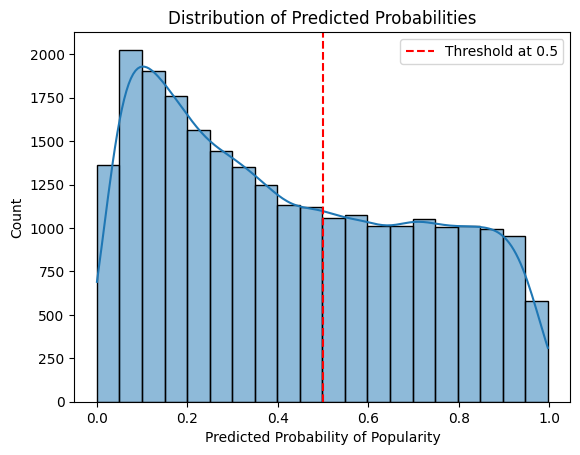 Distribution of Predicted Probabilities
Threshold at 0.5
2000
1750
1500
1250
1000
750
500
250
0
Count
0.0 0.2 0.4 0.6 0.8 1.0
Predicted Probability of Popularity